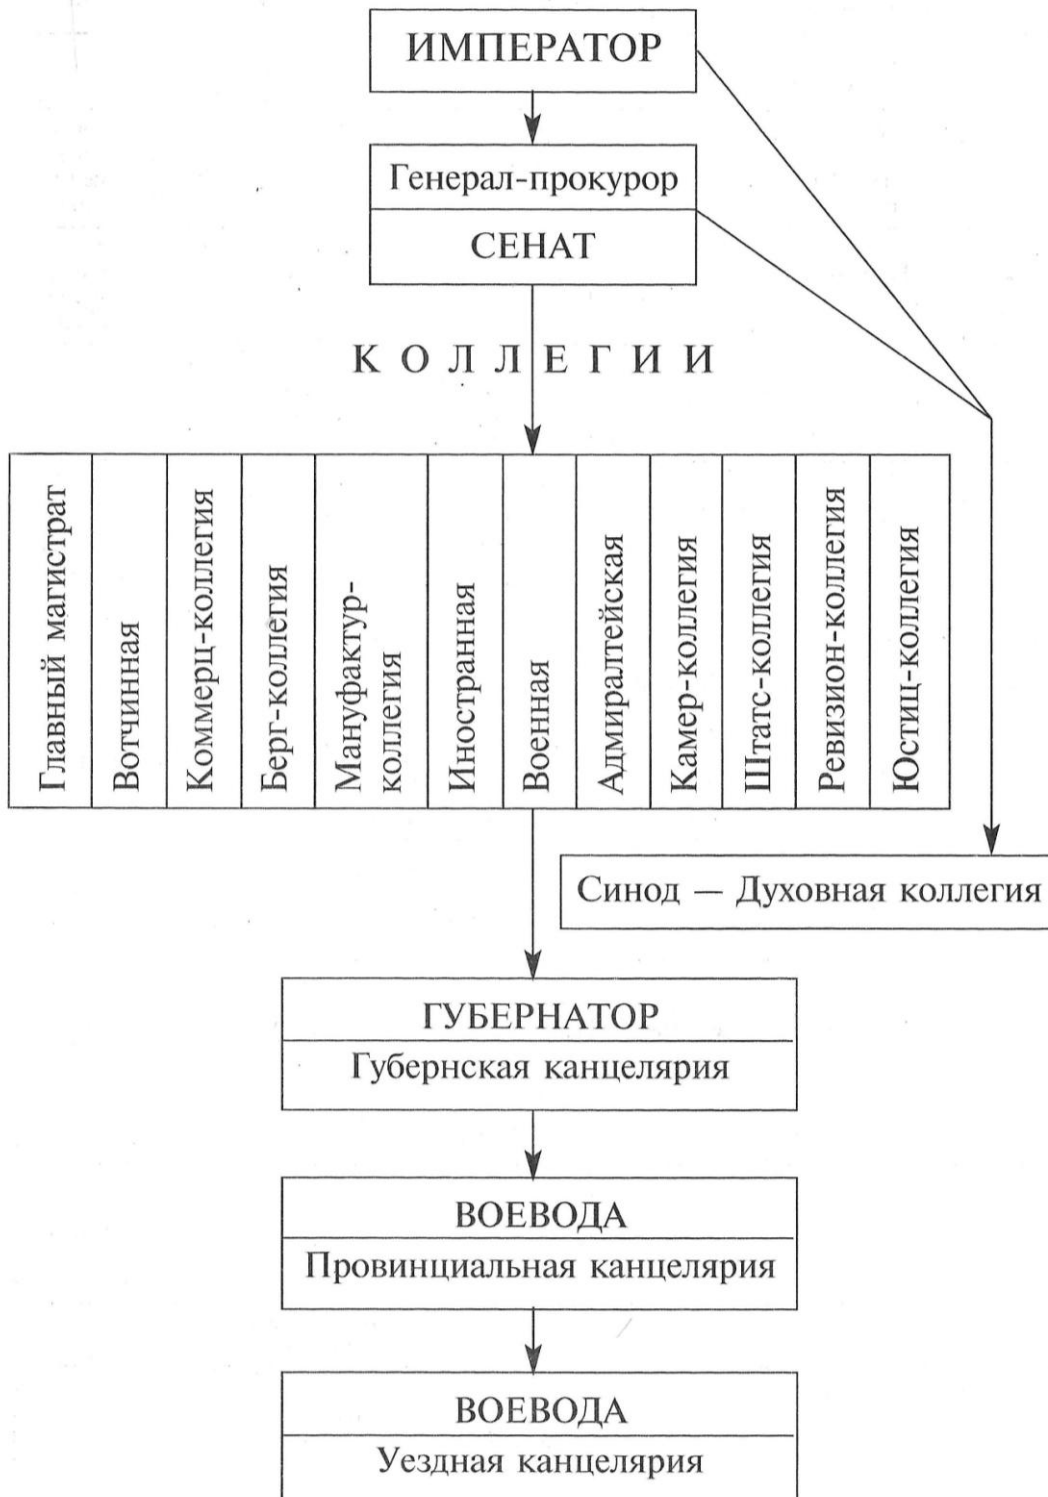 ИМПЕРАТОР
Генерал-прокурор
СЕНАТ
КОЛЛЕГИИ
Главный магистрат
Вотчинная
Коммерц-коллегия
Берг-коллегия
Мануфактур-
коллегия
Иностранная
Военная
Адмиралтейская
Камер-коллегия
Штатс-коллегия
Ревизион-коллегия
Юстиц-коллегия
Синод — Духовная коллегия
ГУБЕРНАТОР
Губернская канцелярия
ВОЕВОДА
Провинциальная канцелярия
ВОЕВОДА
Уездная канцелярия